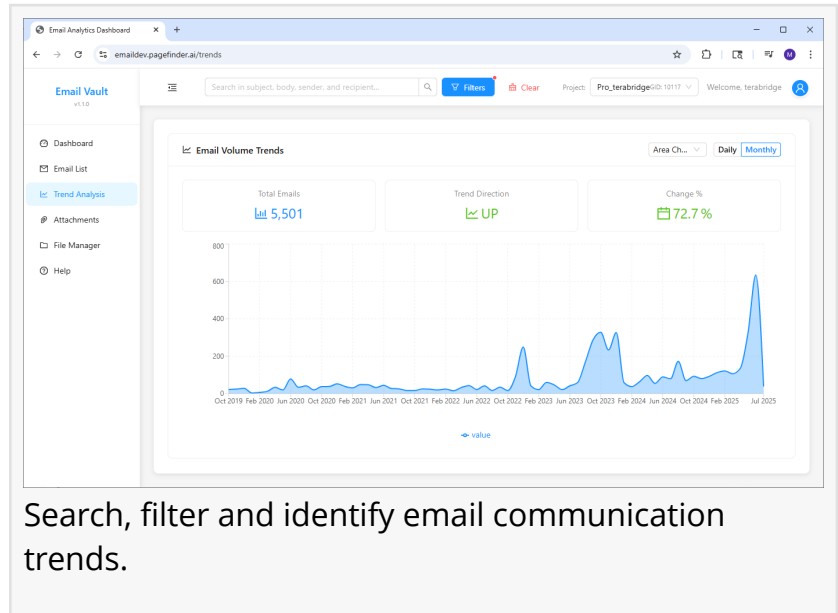 Email Analytics Dashboard
emaildev.pagefinder.ai/trends
M
Email Vault
v1.1.0
Search in subject, body, sender, and recipient...
Filters
Clear
Project:
Pro_terabridge
GID: 10117
Welcome, terabridge
Dashboard
Email List
Trend Analysis
Attachments
File Manager
Help
Email Volume Trends
Area Ch...
Daily
Monthly
Total Emails
5,501
Trend Direction
UP
Change %
72.7 %
800
600
400
200
0
Oct 2019 Feb 2020 Jun 2020 Oct 2020 Feb 2021 Jun 2021 Oct 2021 Feb 2022 Jun 2022 Oct 2022 Feb 2023 Jun 2023 Oct 2023 Feb 2024 Jun 2024 Oct 2024 Feb 2025 Jul 2025
value
Search, filter and identify email communication
trends.